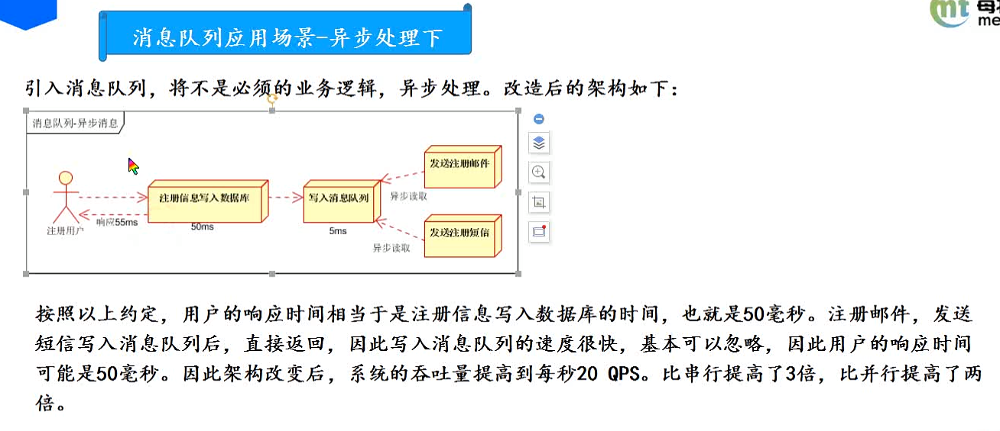 消息队列应用场景-异步处理下
mt
me
引入消息队列，将不是必须的业务逻辑，异步处理。改造后的架构如下：
消息队列-异步消息
注册用户
响应55ms
注册信息写入数据库
50ms
写入消息队列
5ms
发送注册邮件
异步读取
发送注册短信
异步读取
按照以上约定，用户的响应时间相当于是注册信息写入数据库的时间，也就是50毫秒。注册邮件，发送
短信写入消息队列后，直接返回，因此写入消息队列的速度很快，基本可以忽略，因此用户的响应时间
可能是50毫秒。因此架构改变后，系统的吞吐量提高到每秒20 QPS。比串行提高了3倍，比并行提高了两
倍。